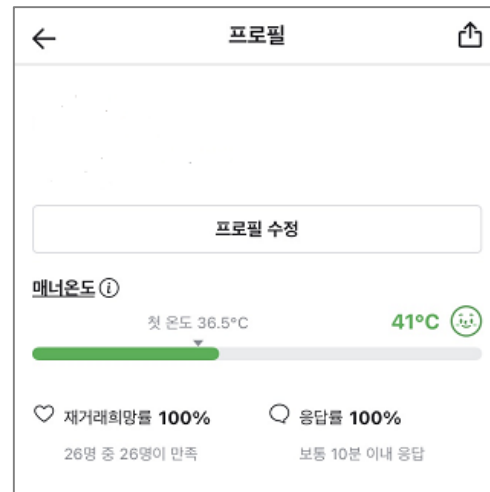 프로필
프로필 수정
매너온도
첫 온도 36.5°C
41°C
재거래희망률 100%
응답률 100%
26명 중 26명이 만족
보통 10분 이내 응답